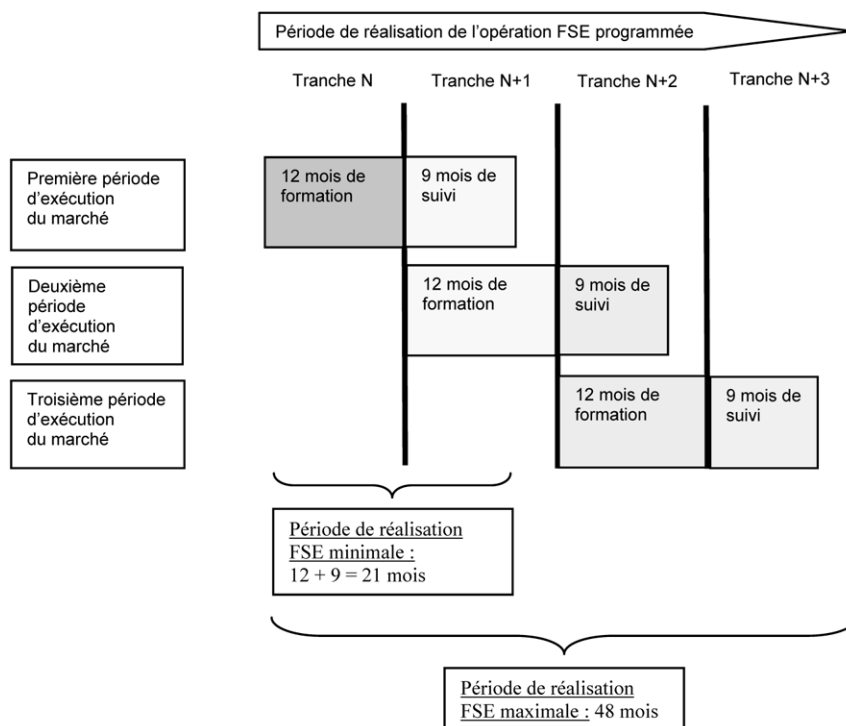 Période de réalisation de l'opération FSE programmée
Tranche N
Tranche N+1
Tranche N+2
Tranche N+3
Première période
d'exécution
du marché
12 mois de
formation
9 mois de
suivi
Deuxième
période
d'exécution
du marché
12 mois de
formation
9 mois de
suivi
Troisième période
d'exécution
du marché
12 mois de
formation
9 mois de
suivi
Période de réalisation
FSE minimale :
12 + 9 = 21 mois
Période de réalisation
FSE maximale : 48 mois